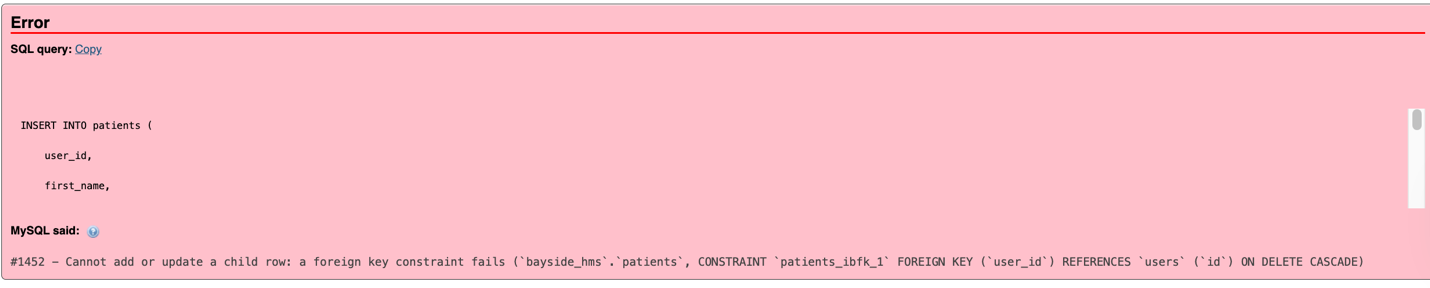 Error
SQL query: Copy
INSERT INTO patients (
user_id,
first_name,
MySQL said:
#1452 - Cannot add or update a child row: a foreign key constraint fails (`bayside_hms`.`patients`, CONSTRAINT `patients_ibfk_1` FOREIGN KEY (`user_id`) REFERENCES `users` (`id`) ON DELETE CASCADE)